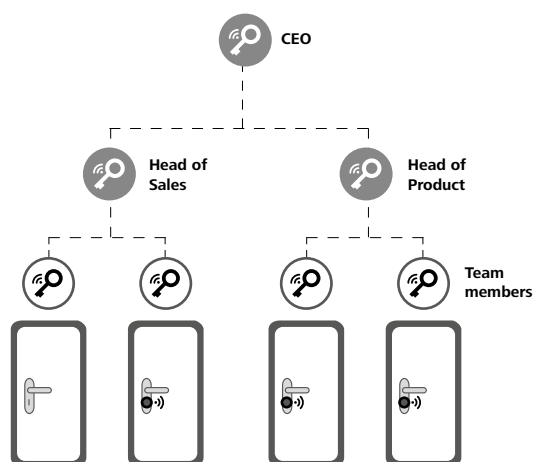 CEO
Head of
Sales
Head of
Product
Team
members